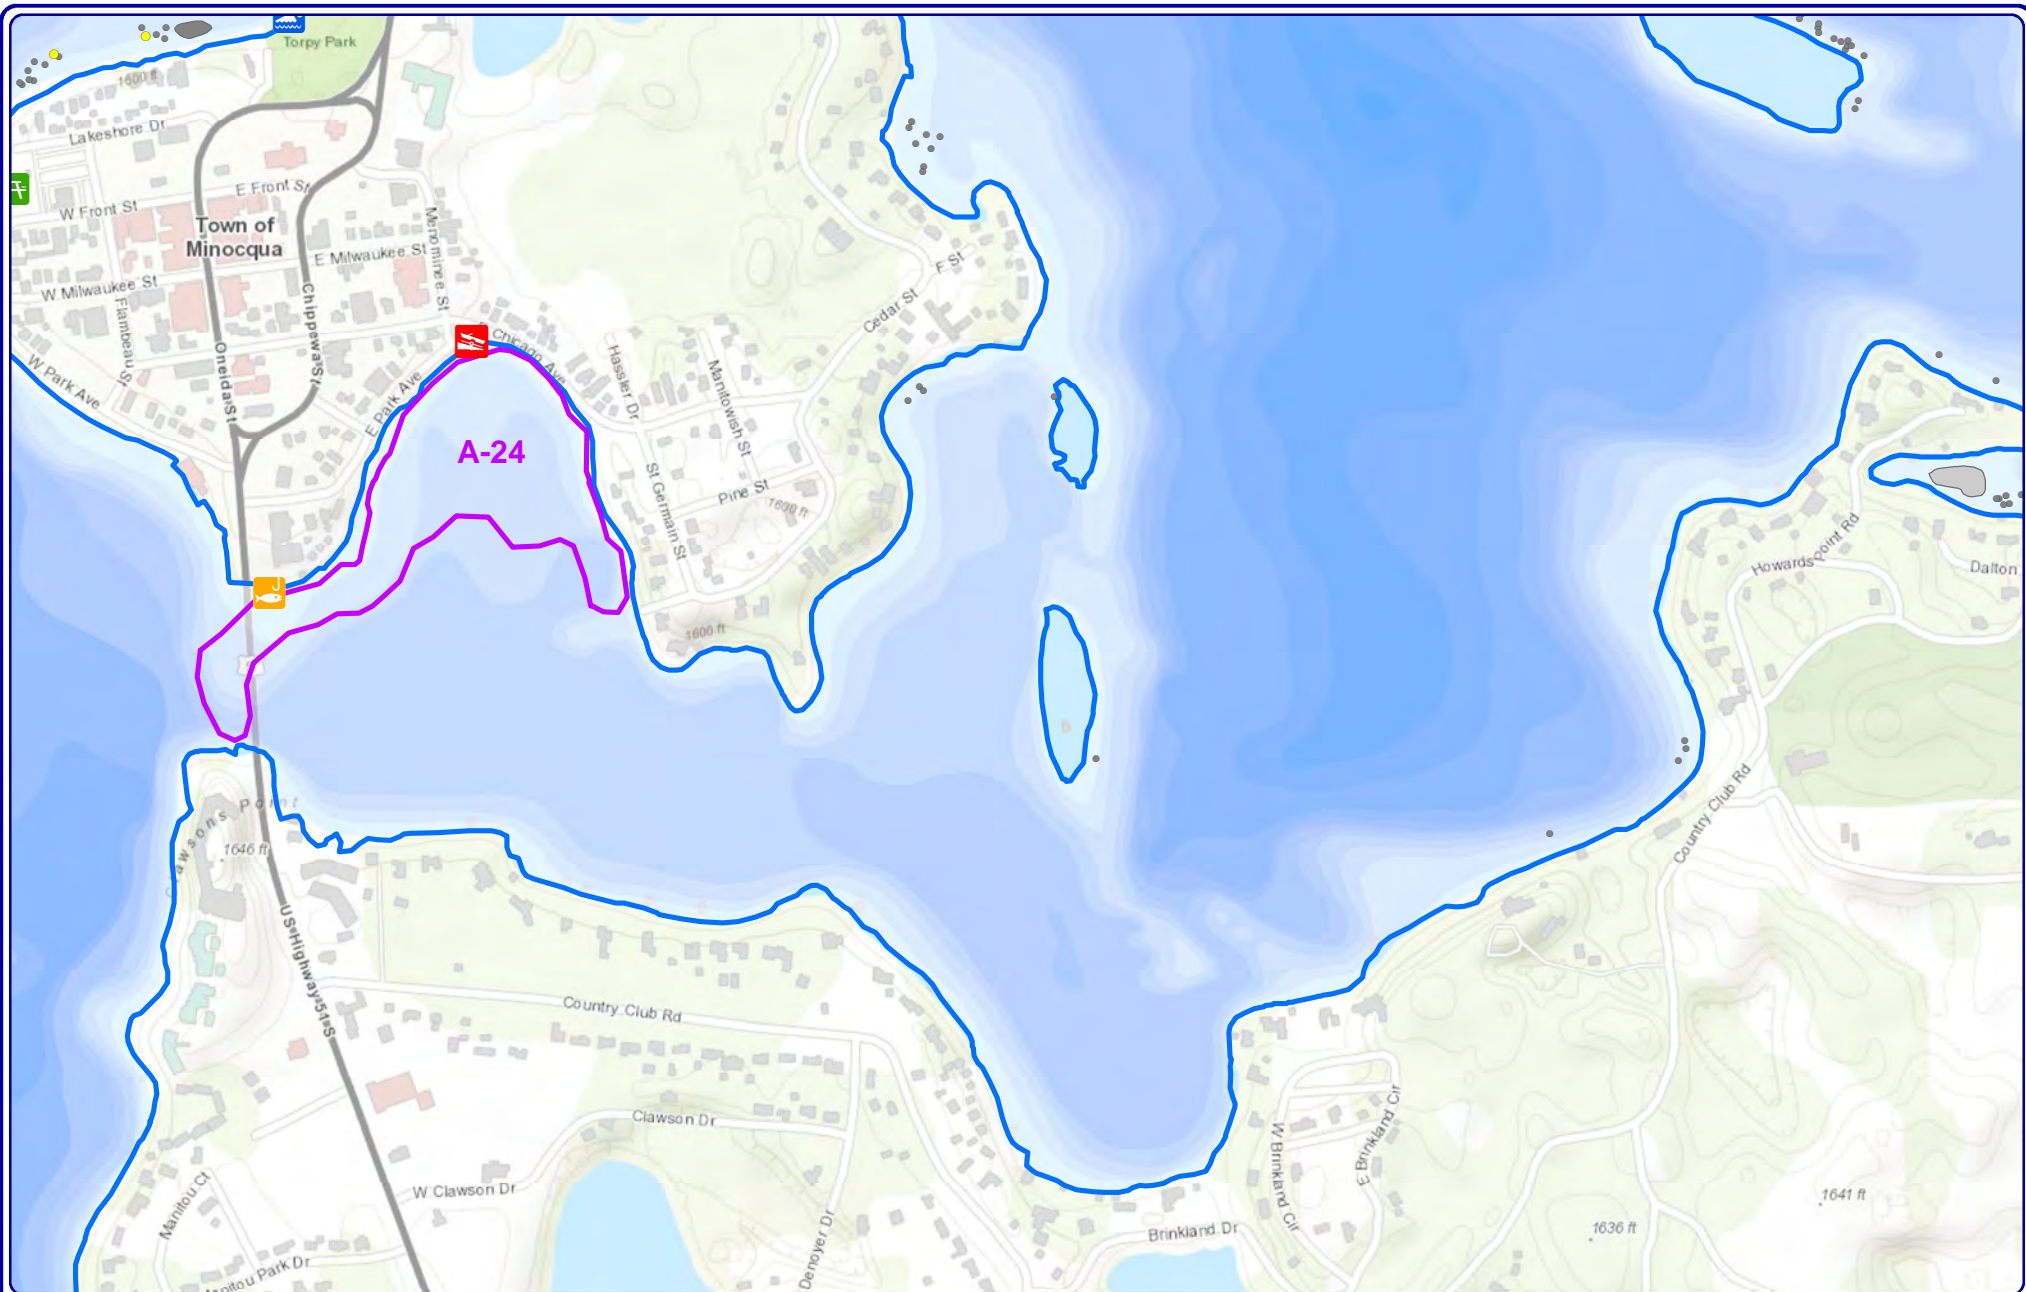 Torpy Park
1600 ft
Lakeshore Dr
E Front St
W Front St
Town of
Minocqua
Menominee St
E Milwaukee St
W Milwaukee St
Flambeau St
Chippewa St
Oneida St
W Park Ave
E Park Ave
Chicago Ave
F St
Cedar St
Hassler Dr
Manitowish St
A-24
St Germain St
Pine St
1600 ft
1600 ft
Howards Point Rd
Dalton
Country Club Rd
Clawsons Point
1646 ft
US Highway 51 S
Country Club Rd
Clawson Dr
W Clawson Dr
Manitou Ct
Manitou Park Dr
Denoyer Dr
Brinkland Dr
W Brinkland Cir
E Brinkland Cir
1641 ft
1636 ft